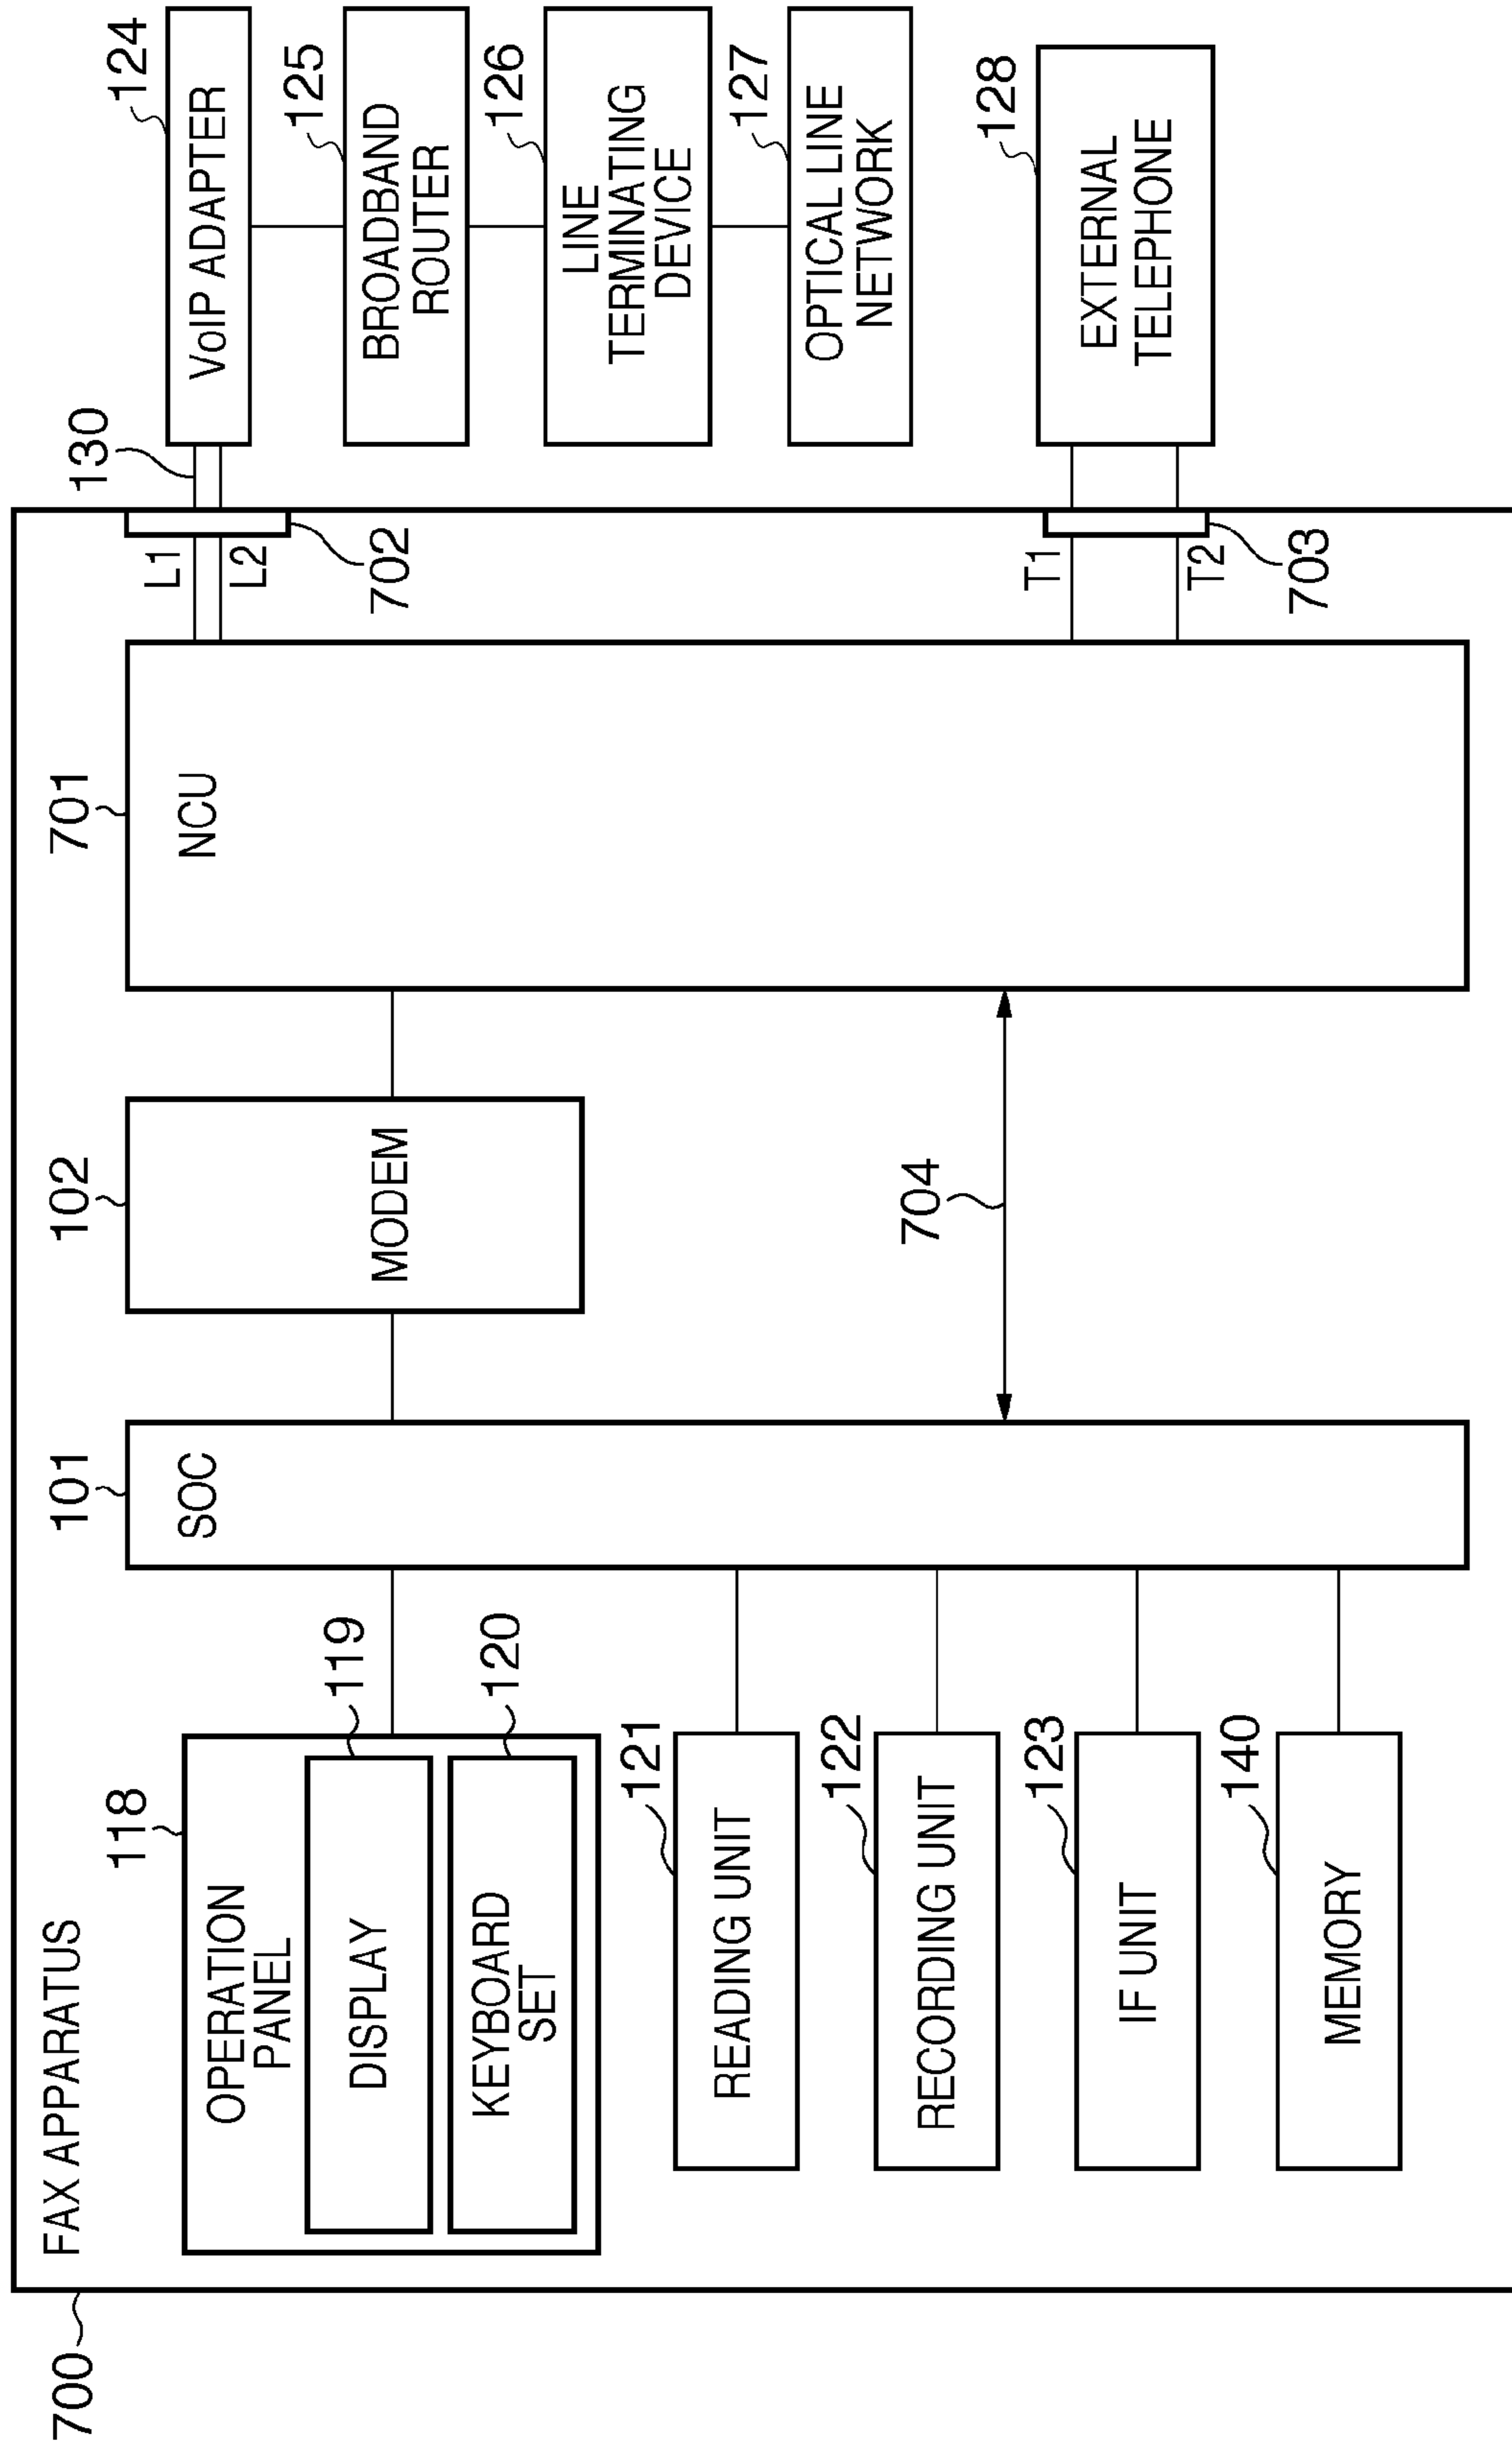 700
FAX APPARATUS
118
OPERATION
PANEL
119
DISPLAY
120
KEYBOARD
SET
121
READING UNIT
122
RECORDING UNIT
123
IF UNIT
140
MEMORY
101
SOC
102
MODEM
704
701
NCU
L1
L2
702
T1
T2
703
130
124
VoIP ADAPTER
125
BROADBAND
ROUTER
126
LINE
TERMINATING
DEVICE
127
OPTICAL LINE
NETWORK
128
EXTERNAL
TELEPHONE